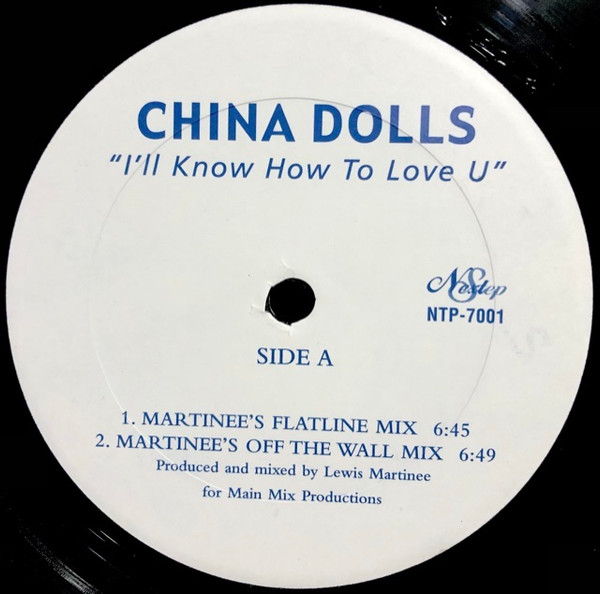 CHINA DOLLS
"I'll Know How To Love U"
Nextstep
NTP-7001
SIDE A
1. MARTINEE'S FLATLINE MIX 6:45
2. MARTINEE'S OFF THE WALL MIX 6:49
Produced and mixed by Lewis Martinee
for Main Mix Productions